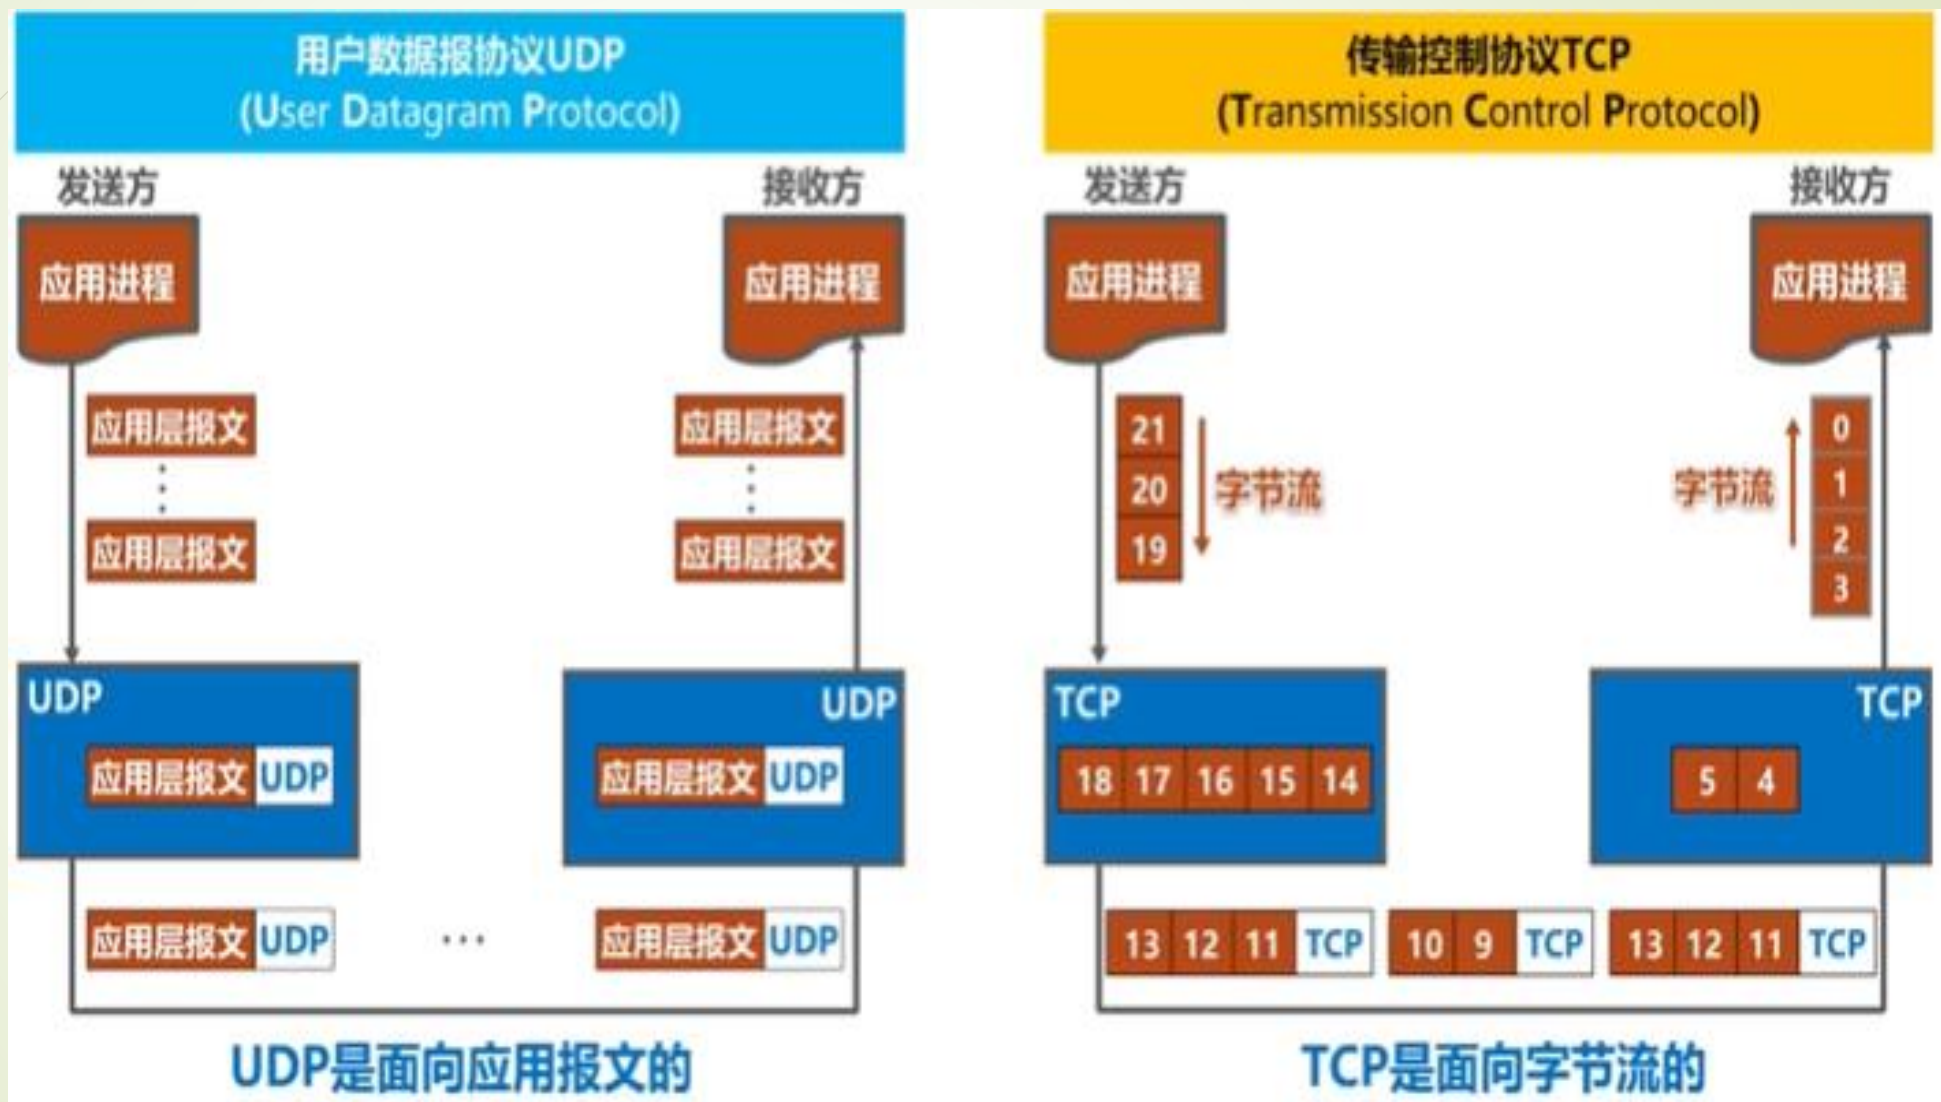 用户数据报协议UDP
(User Datagram Protocol)
发送方
接收方
应用进程
应用进程
应用层报文
应用层报文
应用层报文
应用层报文
UDP
UDP
应用层报文 UDP
应用层报文 UDP
应用层报文 UDP
…
应用层报文 UDP
UDP是面向应用报文的
传输控制协议TCP
(Transmission Control Protocol)
发送方
接收方
应用进程
应用进程
21
20
19
字节流
字节流
0
1
2
3
TCP
TCP
18 17 16 15 14
5 4
13 12 11 TCP
10 9 TCP
13 12 11 TCP
TCP是面向字节流的